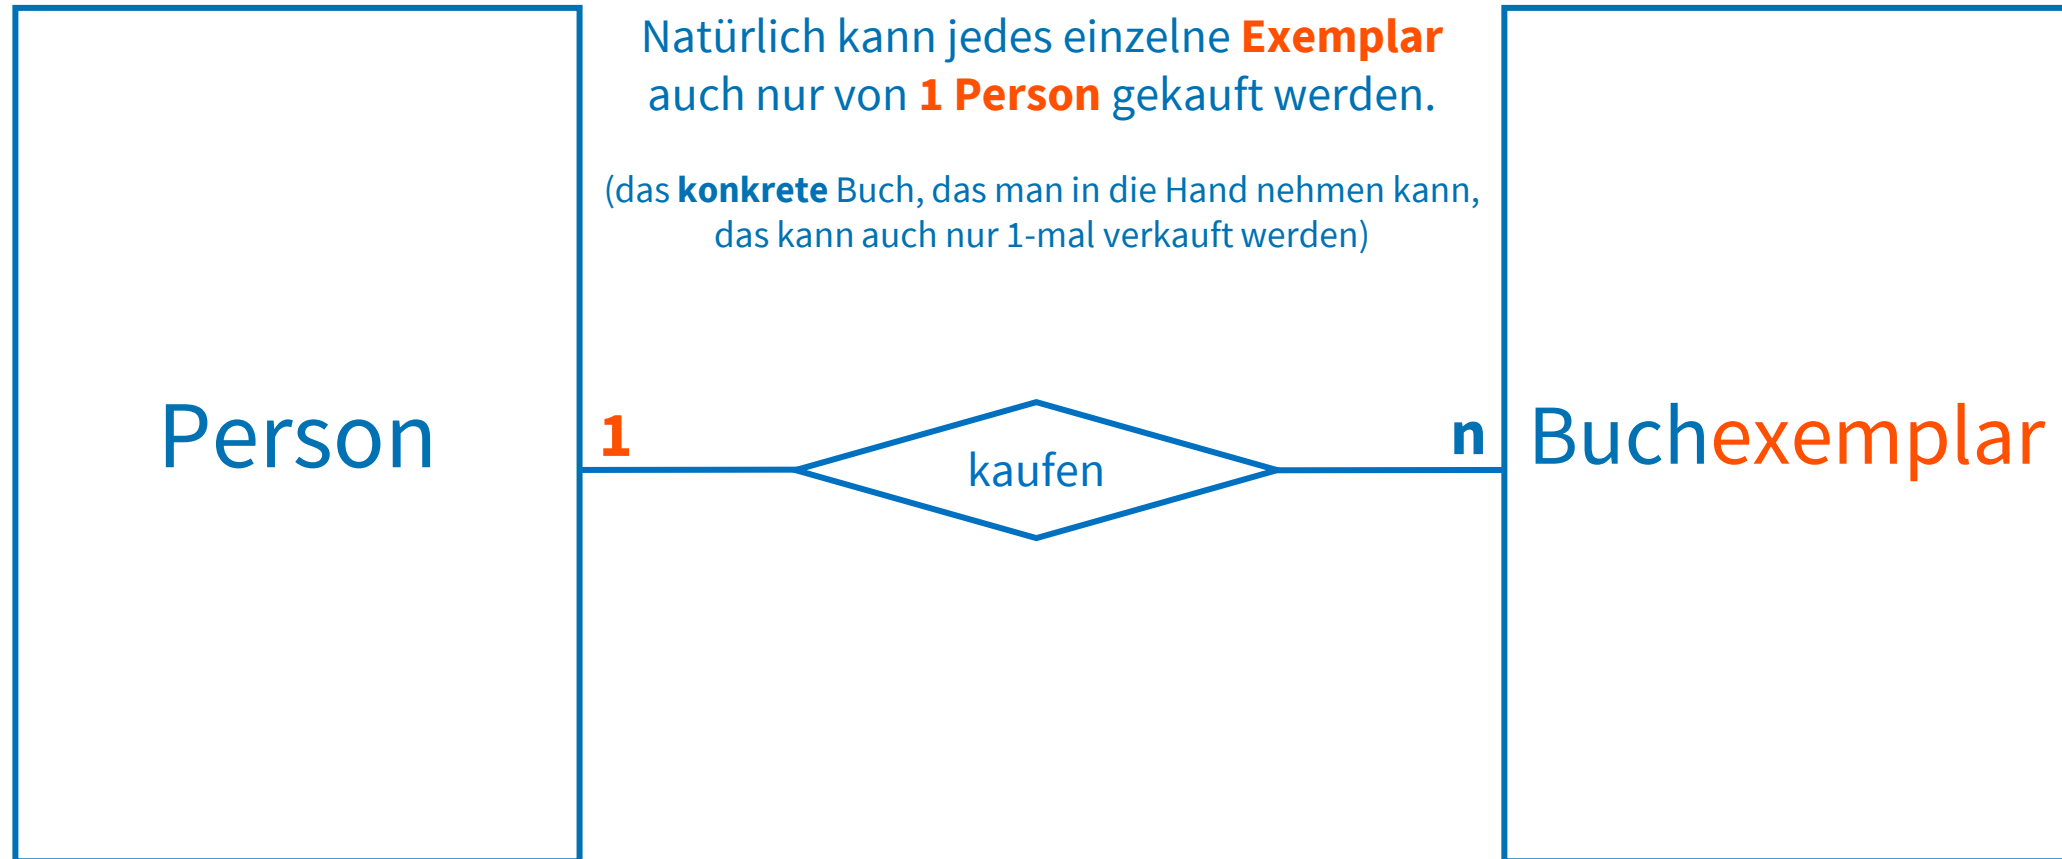 Natürlich kann jedes einzelne Exemplar
auch nur von 1 Person gekauft werden.
(das konkrete Buch, das man in die Hand nehmen kann,
das kann auch nur 1-mal verkauft werden)
Person
1
kaufen
n
Buchexemplar